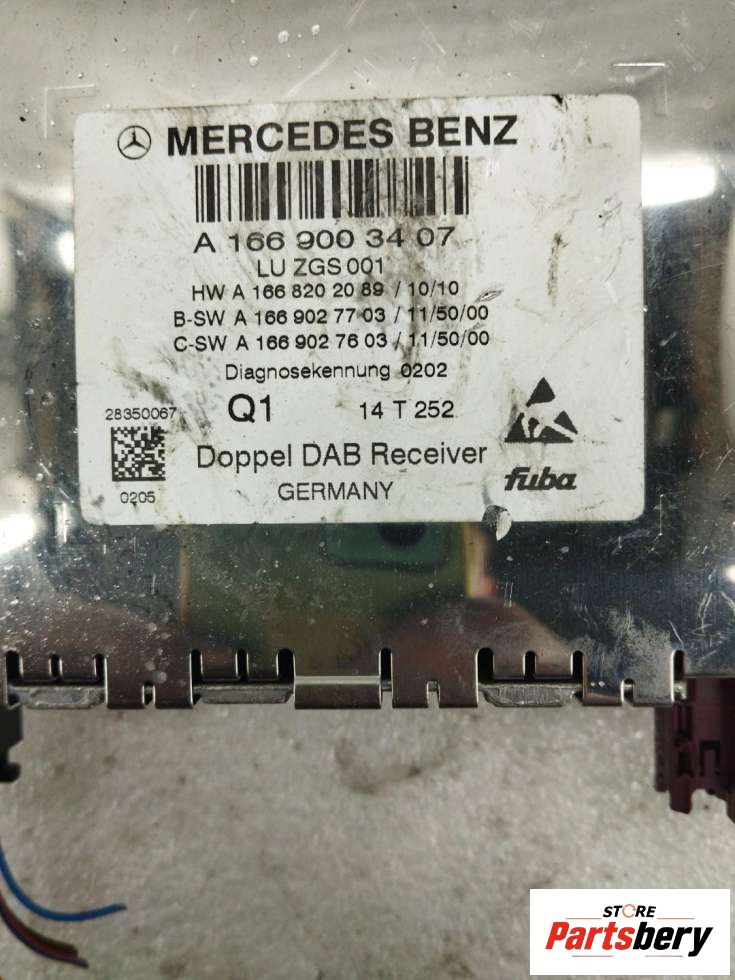 MERCEDES BENZ
A 166 900 34 07
LU ZGS 001
HW A 166 820 20 89 / 10/10
B-SW A 166 902 77 03 / 11/50/00
C-SW A 166 902 76 03 / 11/50/00
Diagnosekennung 0202
28350067
Q1
14 T 252
0205
Doppel DAB Receiver
GERMANY
fuba
STORE
Partsbery